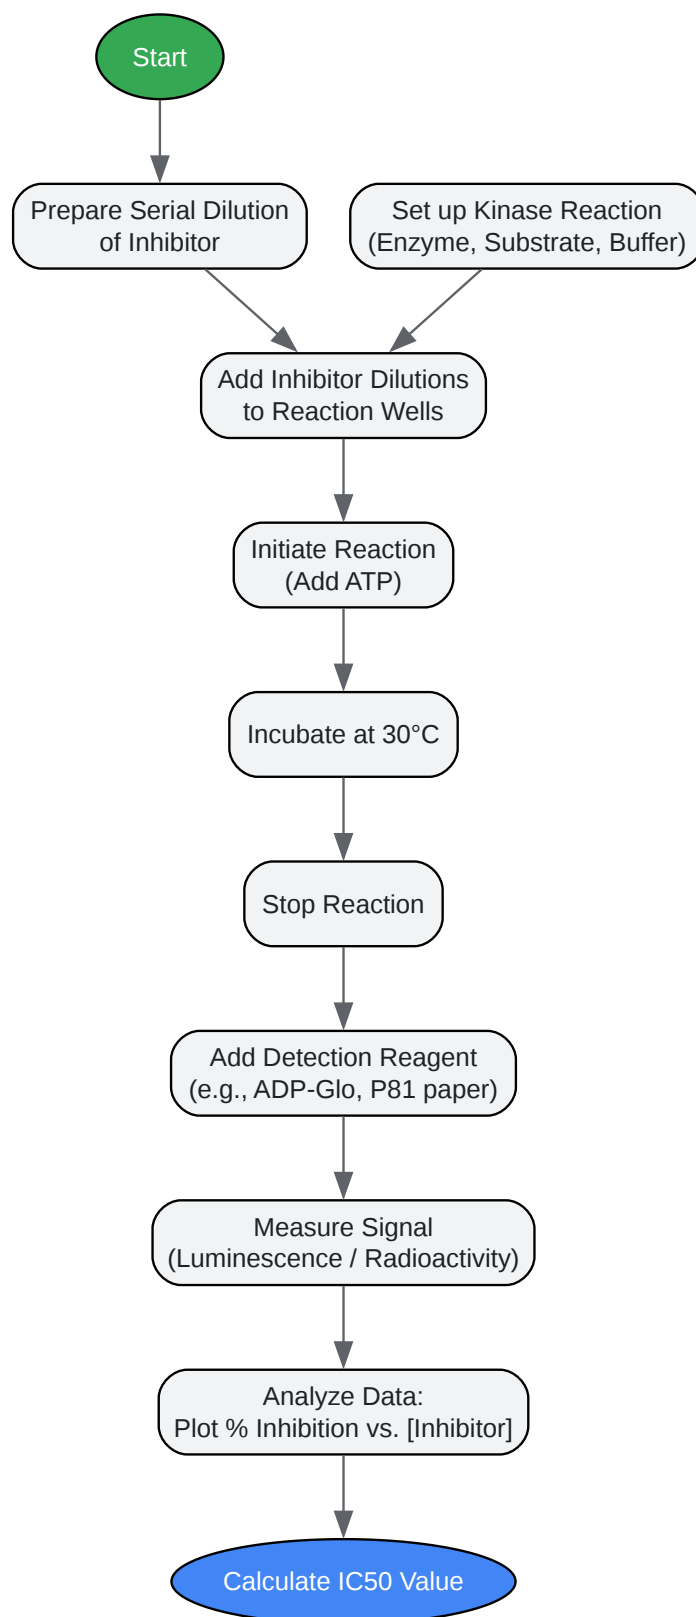 Start
Prepare Serial Dilution
of Inhibitor
Set up Kinase Reaction
(Enzyme, Substrate, Buffer)
Add Inhibitor Dilutions
to Reaction Wells
Initiate Reaction
(Add ATP)
Incubate at 30°C
Stop Reaction
Add Detection Reagent
(e.g., ADP-Glo, P81 paper)
Measure Signal
(Luminescence / Radioactivity)
Analyze Data:
Plot % Inhibition vs. [Inhibitor]
Calculate IC50 Value